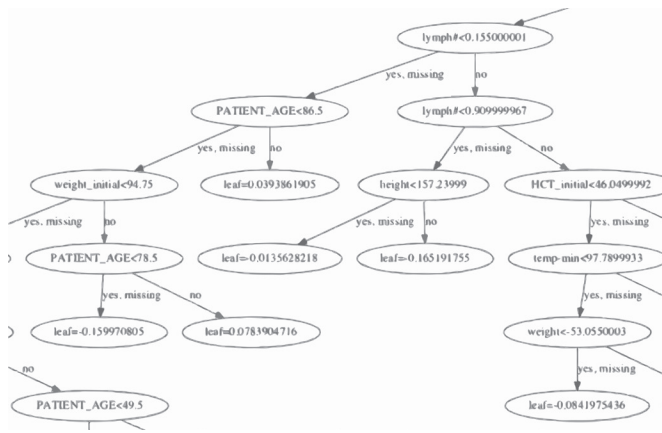 lymph#<0.155000001
yes, missing
no
PATIENT_AGE<86.5
lymph#<0.909999967
yes, missing
no
yes, missing
no
weight_initial<94.75
leaf=0.0393861905
height<157.23999
HCT_initial<46.0499992
yes, missing
no
yes, missing
no
yes, missing
PATIENT_AGE<78.5
leaf=-0.0135628218
leaf=-0.165191755
temp-min<97.7899933
yes, missing
no
yes, missing
leaf=-0.159970805
leaf=0.0783904716
weight<-53.0550003
no
yes, missing
PATIENT_AGE<49.5
leaf=-0.0841975436